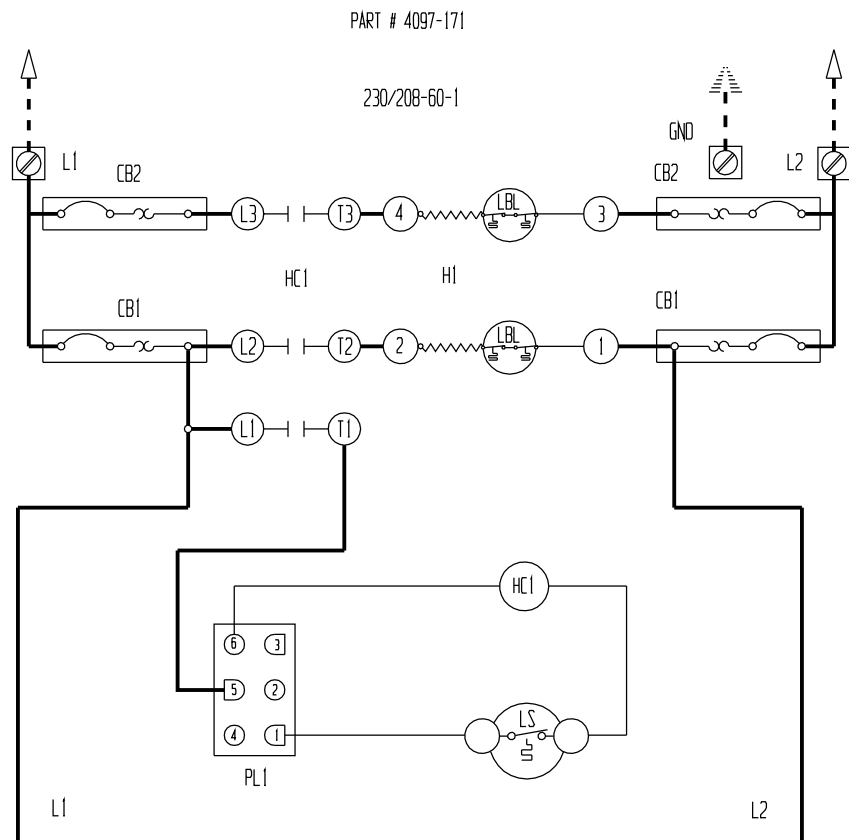 PART # 4097-171
230/208-60-1
GND
L1
L2
CB2
CB2
L3
T3
4
LBL
3
HC1
H1
CB1
CB1
L2
T2
2
LBL
1
L1
T1
HC1
6
3
5
2
4
1
LS
PL1
L1
L2